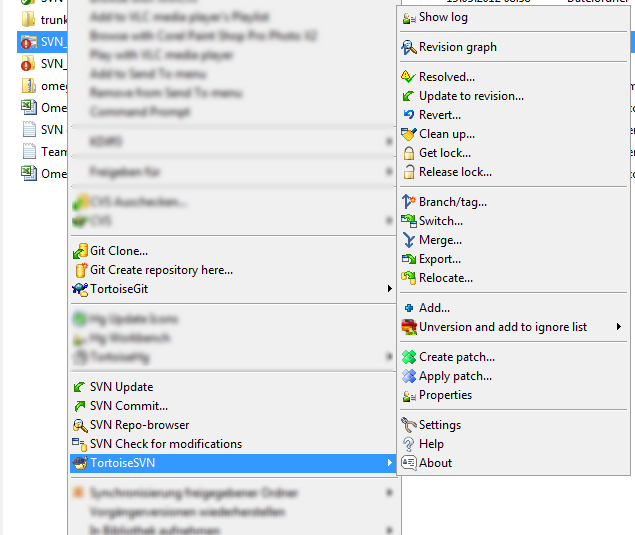 SVN
trunk
SVN_
SVN_
omeg
Ome
SVN
Team
Ome
Add to VLC media player's Playlist
Browse with Corel Paint Shop Pro Photo X2
Play with VLC media player
Add to Send To menu
Remove from Send To menu
Command Prompt
KDiff3
Freigeben für
CVS Auschecken...
CVS
Git Clone...
Git Create repository here...
TortoiseGit
Hg Update Icons
Hg Workbench
TortoiseHg
SVN Update
SVN Commit...
SVN Repo-browser
SVN Check for modifications
TortoiseSVN
Synchronisierung freigegebener Ordner
Vorgängerversionen wiederherstellen
In Bibliothek aufnehmen
Show log
Revision graph
Resolved...
Update to revision...
Revert...
Clean up...
Get lock...
Release lock...
Branch/tag...
Switch...
Merge...
Export...
Relocate...
Add...
Unversion and add to ignore list
Create patch...
Apply patch...
Properties
Settings
Help
About